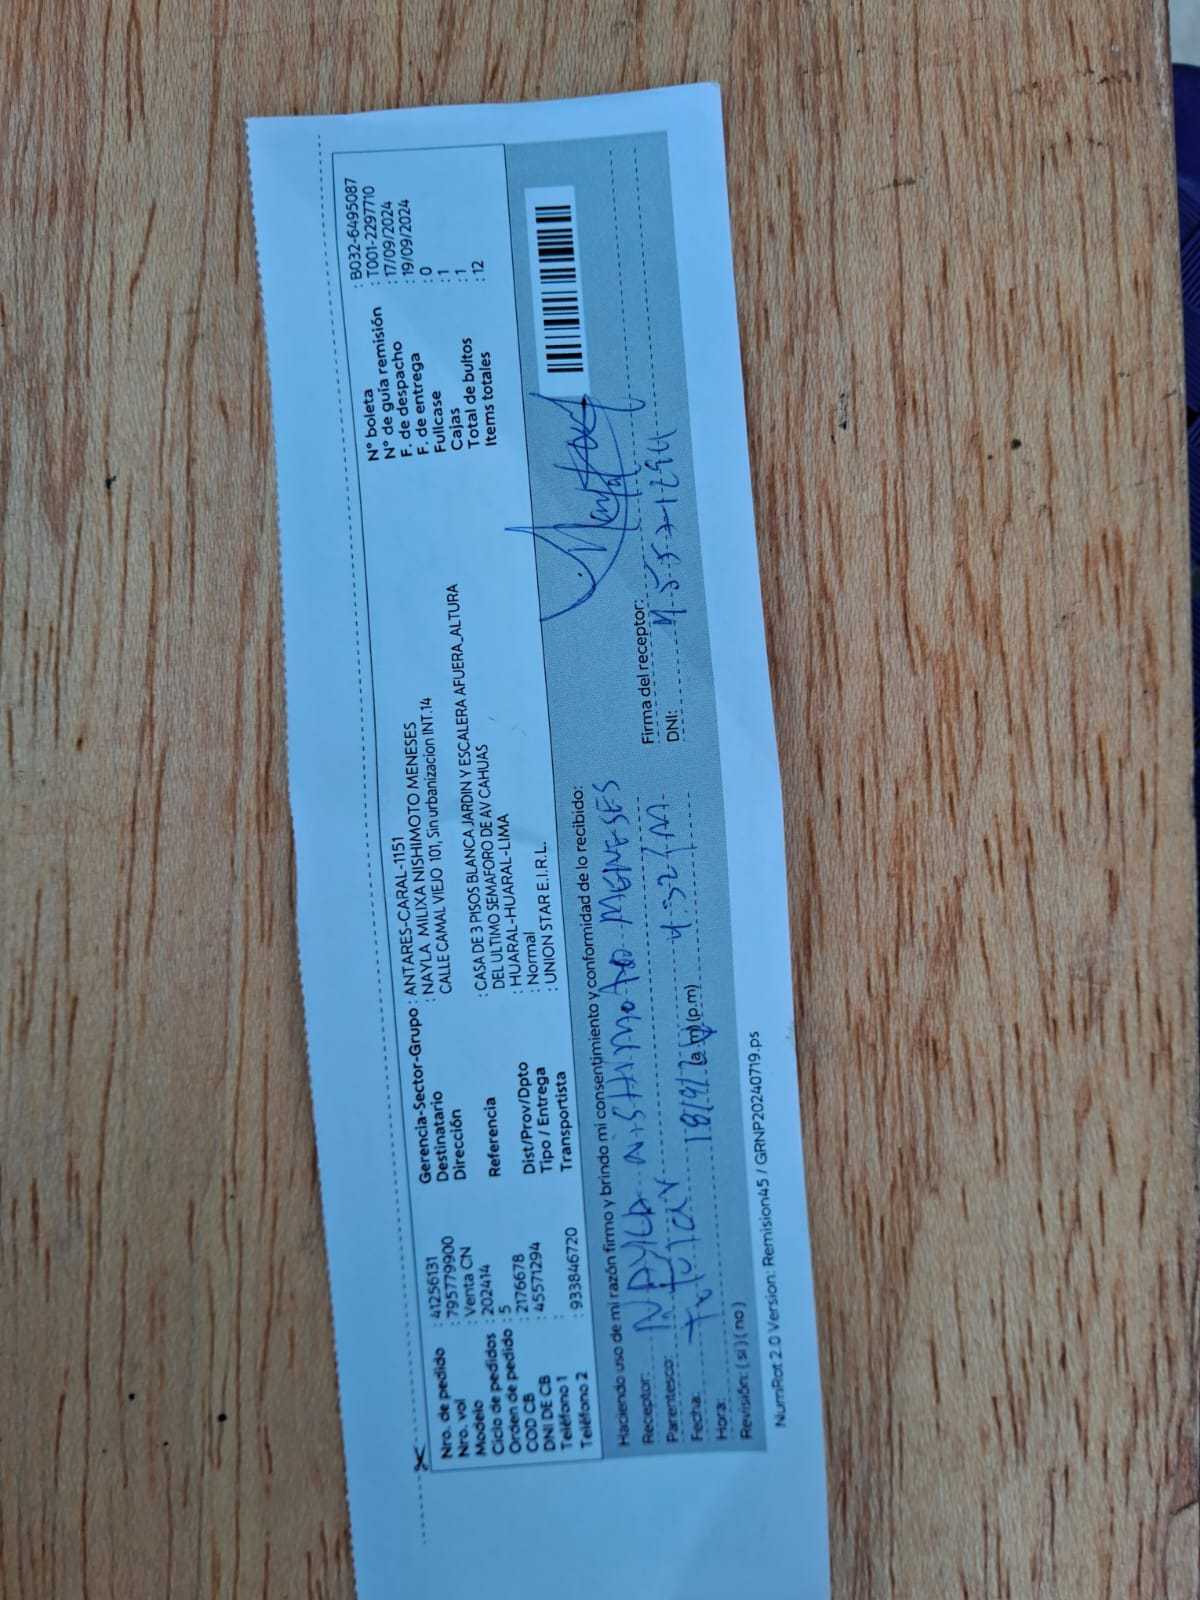 Nro. de pedido : 41256131
Nro. vol : 795779900
Modelo : Venta CN
Ciclo de pedidos : 202414
Orden de pedido : 5
COD CB : 2176678
DNI DE CB : 45571294
Teléfono 1 :
Teléfono 2 : 933846720
Gerencia-Sector-Grupo : ANTARES-CARAL-1151
Destinatario : NAYLA MILIXA NISHIMOTO MENESES
Dirección CALLE CAMAL VIEJO 101, Sin urbanizacion INT.14
Referencia : CASA DE 3 PISOS BLANCA JARDIN Y ESCALERA AFUERA_ALTURA
DEL ULTIMO SEMAFORO DE AV CAHUAS
Dist/Prov/Dpto : HUARAL-HUARAL-LIMA
Tipo / Entrega : Normal
Transportista : UNION STAR E.I.R.L.
N° boleta : B032-6495087
N° de guía remisión : T001-2297710
F. de despacho : 17/09/2024
F. de entrega : 19/09/2024
Fullcase : 0
Cajas : 1
Total de bultos : 1
Items totales : 12
Haciendo uso de mi razón firmo y brindo mi consentimiento y conformidad de lo recibido:
Receptor: NAYLA NISHIMOTO MENESES
Parentesco: titular
Fecha:
Hora: (a.m) (p.m)
Revisión: ( si ) ( no )
Firma del receptor:
DNI: 45571294
NumRot 2.0 Version: Remision45 / GRNP20240719.ps